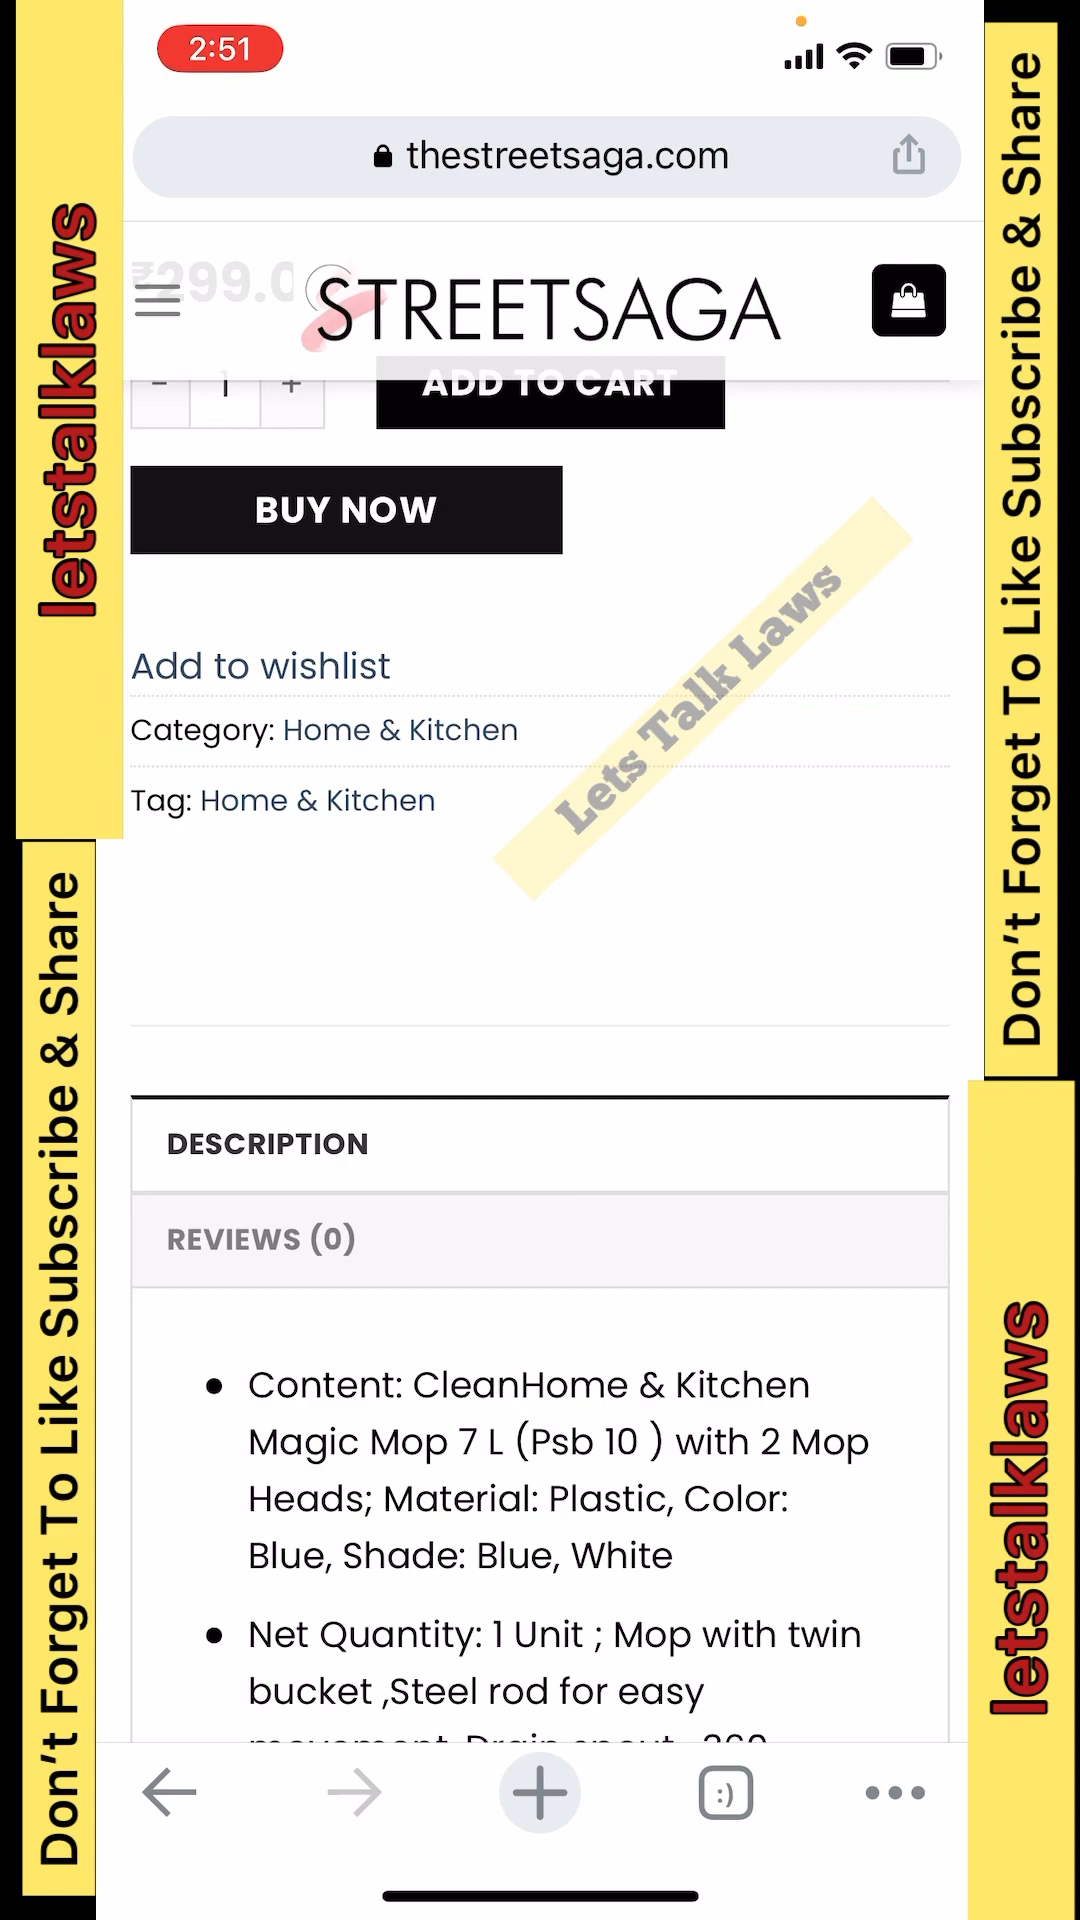 2:51
thestreetsaga.com
STREETSAGA
- 1 +
ADD TO CART
BUY NOW
Add to wishlist
Category: Home & Kitchen
Tag: Home & Kitchen
Lets Talk Laws
DESCRIPTION
REVIEWS (0)
• Content: CleanHome & Kitchen
Magic Mop 7 L (Psb 10 ) with 2 Mop
Heads; Material: Plastic, Color:
Blue, Shade: Blue, White
• Net Quantity: 1 Unit ; Mop with twin
bucket ,Steel rod for easy
:)
letstalklaws
Don't Forget To Like Subscribe & Share
Don't Forget To Like Subscribe & Share
letstalklaws